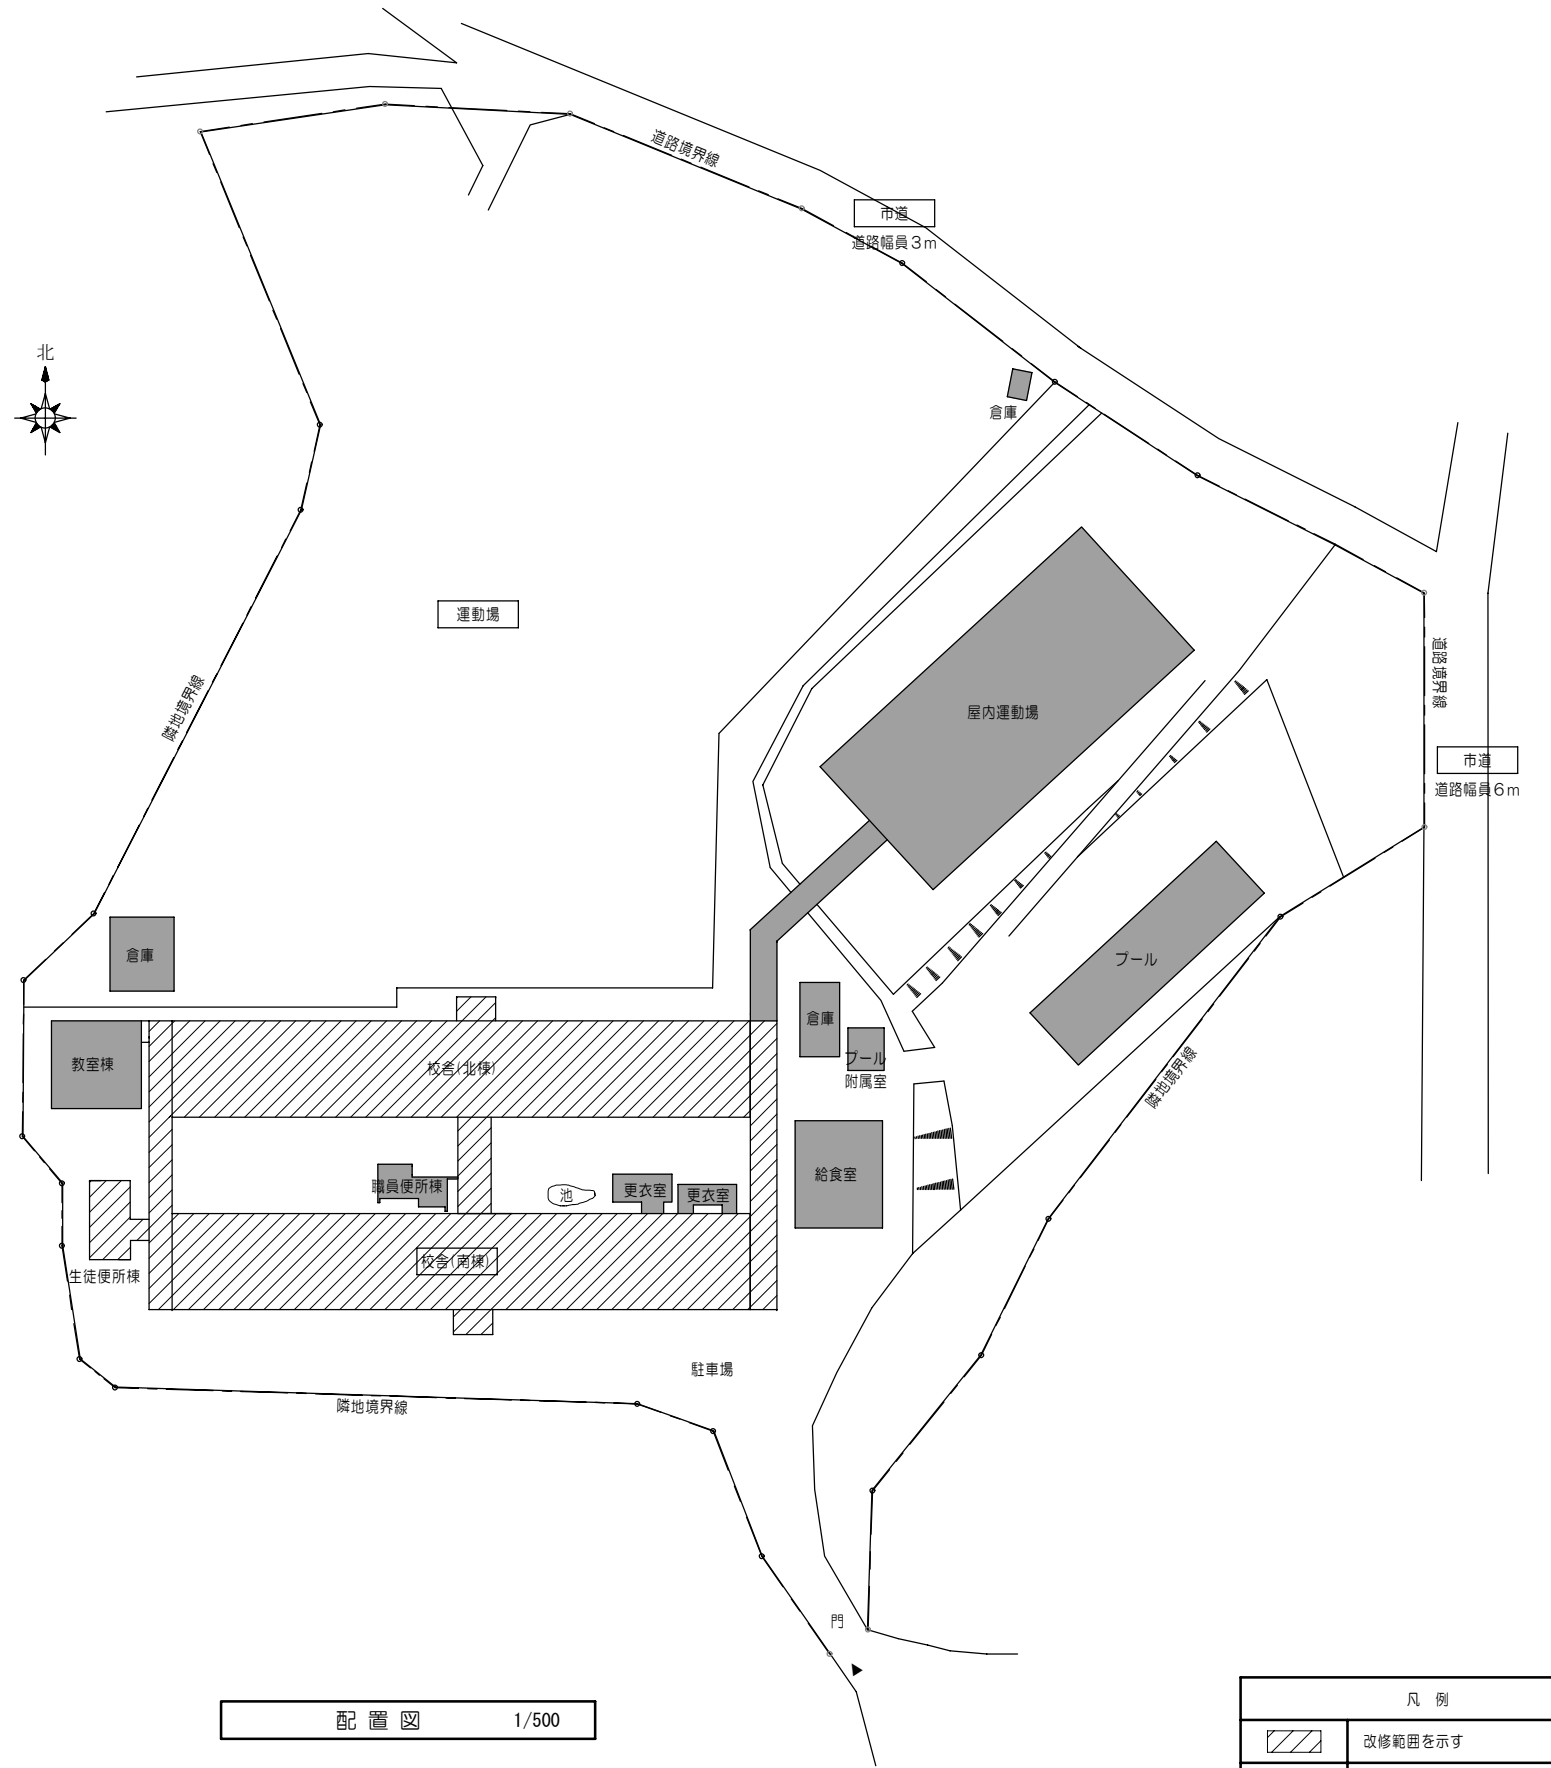 道路境界線
市道
道路幅員3m
北
倉庫
運動場
道路境界線
隣地境界線
屋内運動場
市道
道路幅員6m
倉庫
プール
倉庫
プール
附属室
教室棟
校舎(北棟)
隣地境界線
給食室
職員便所棟
池
更衣室
更衣室
校舎(南棟)
生徒便所棟
駐車場
隣地境界線
門
配置図 1/500
凡例
改修範囲を示す